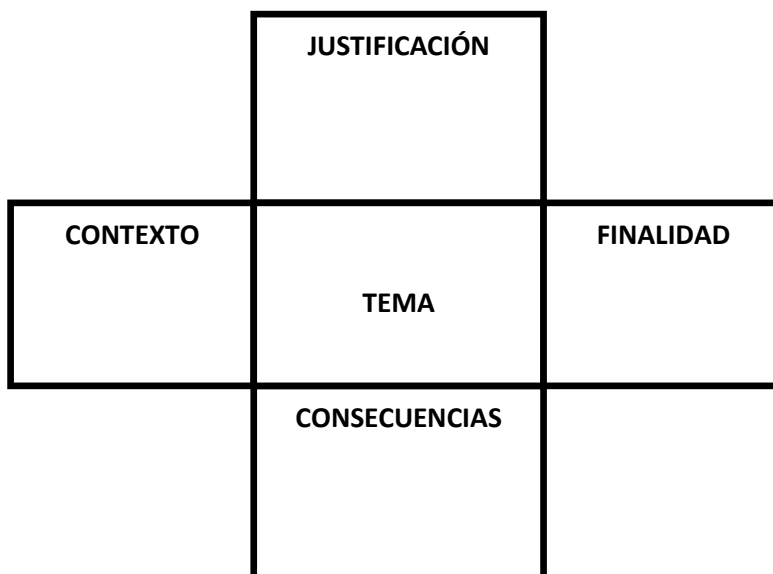 JUSTIFICACIÓN
CONTEXTO
TEMA
FINALIDAD
CONSECUENCIAS